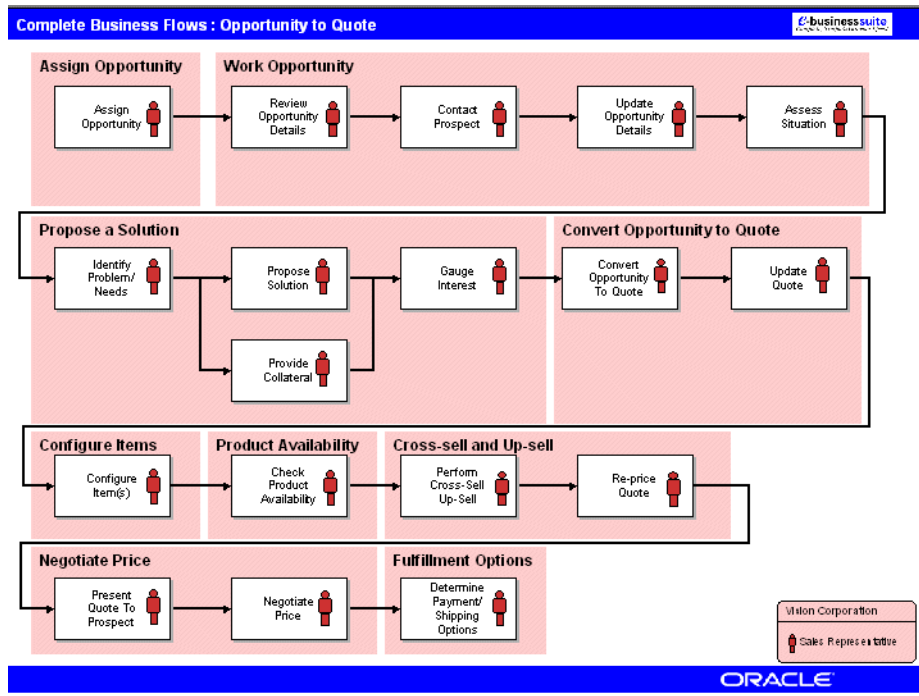 Complete Business Flows : Opportunity to Quote
e-businesssuite
Assign Opportunity
Work Opportunity
Assign
Opportunity
Review
Opportunity
Details
Contact
Prospect
Update
Opportunity
Details
Assess
Situation
Propose a Solution
Convert Opportunity to Quote
Identify
Problem/
Needs
Propose
Solution
Gauge
Interest
Convert
Opportunity
To Quote
Update
Quote
Provide
Collateral
Configure Items
Product Availability
Cross-sell and Up-sell
Configure
Item(s)
Check
Product
Availability
Perform
Cross-Sell
Up-Sell
Re-price
Quote
Negotiate Price
Fulfillment Options
Present
Quote To
Prospect
Negotiate
Price
Determine
Payment/
Shipping
Options
Vision Corporation
Sales Representative
ORACLE